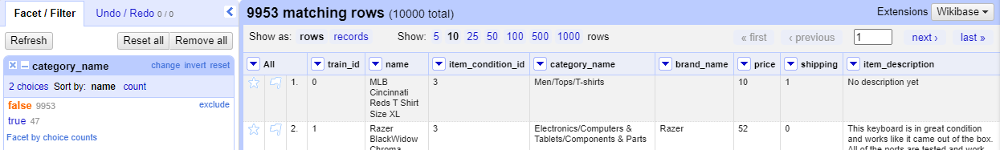 Facet / Filter Undo / Redo 0 / 0
Refresh Reset all Remove all
category_name change invert reset
2 choices Sort by: name count
false 9953 exclude
true 47
Facet by choice counts
9953 matching rows (10000 total) Extensions Wikibase
Show as: rows records Show: 5 10 25 50 100 500 1000 rows « first ‹ previous 1 next › last »
All train_id name item_condition_id category_name brand_name price shipping item_description
1. 0 MLB Cincinnati Reds T Shirt Size XL 3 Men/Tops/T-shirts 10 1 No description yet
2. 1 Razer BlackWidow Chroma 3 Electronics/Computers & Tablets/Components & Parts Razer 52 0 This keyboard is in great condition and works like it came out of the box. All of the ports are tested and work